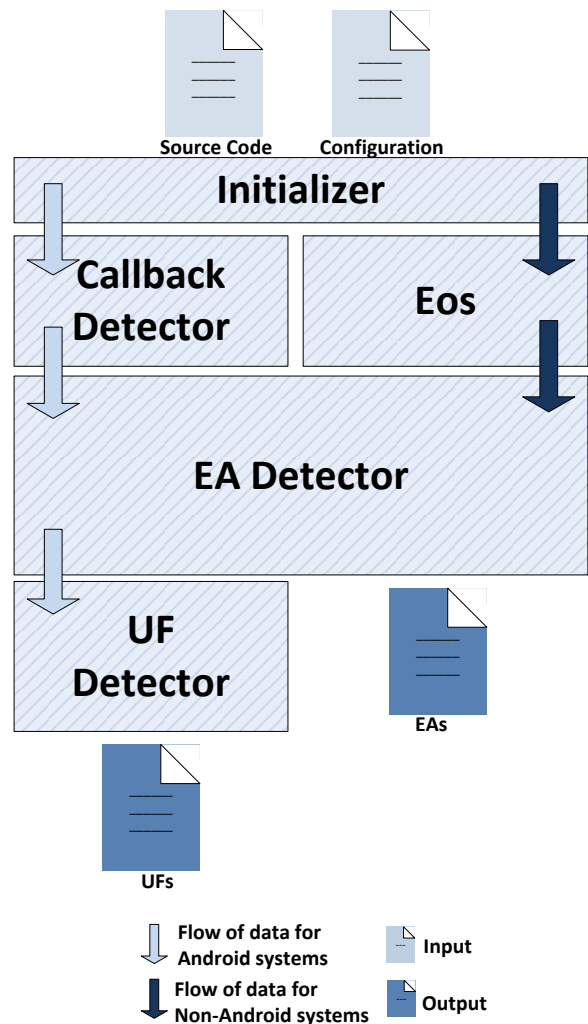 Source Code
Configuration
Initializer
Callback
Detector
Eos
EA Detector
UF
Detector
EAs
UFs
Flow of data for
Android systems
Input
Flow of data for
Non-Android systems
Output